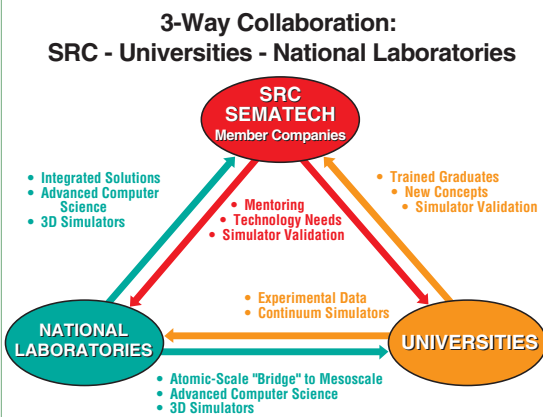 3-Way Collaboration:
SRC - Universities - National Laboratories
SRC
SEMATECH
Member Companies
• Integrated Solutions
• Advanced Computer
Science
• 3D Simulators
• Trained Graduates
• New Concepts
• Simulator Validation
• Mentoring
• Technology Needs
• Simulator Validation
• Experimental Data
• Continuum Simulators
NATIONAL
LABORATORIES
UNIVERSITIES
• Atomic-Scale "Bridge" to Mesoscale
• Advanced Computer Science
• 3D Simulators